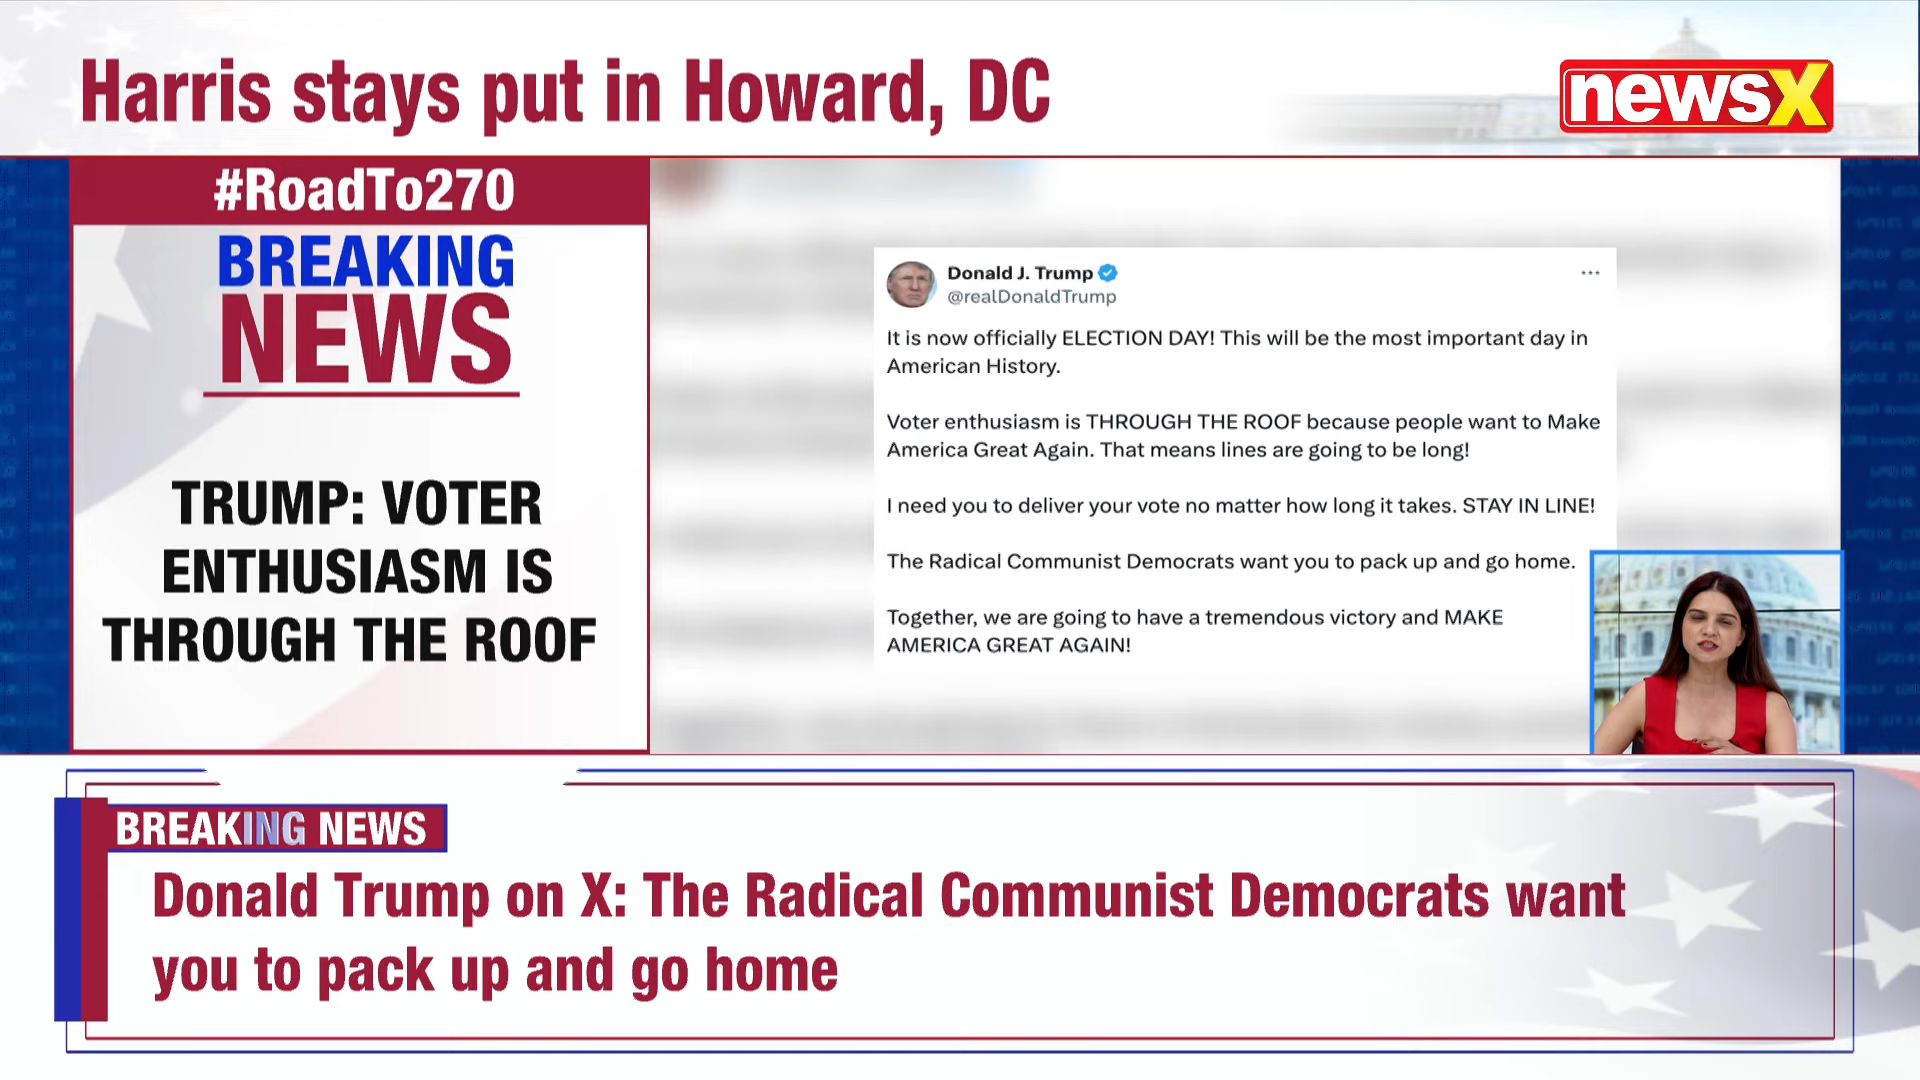 Harris stays put in Howard, DC
newsX
#RoadTo270
BREAKING
NEWS
TRUMP: VOTER
ENTHUSIASM IS
THROUGH THE ROOF
Donald J. Trump
@realDonaldTrump
It is now officially ELECTION DAY! This will be the most important day in
American History.
Voter enthusiasm is THROUGH THE ROOF because people want to Make
America Great Again. That means lines are going to be long!
I need you to deliver your vote no matter how long it takes. STAY IN LINE!
The Radical Communist Democrats want you to pack up and go home.
Together, we are going to have a tremendous victory and MAKE
AMERICA GREAT AGAIN!
BREAKING NEWS
Donald Trump on X: The Radical Communist Democrats want
you to pack up and go home